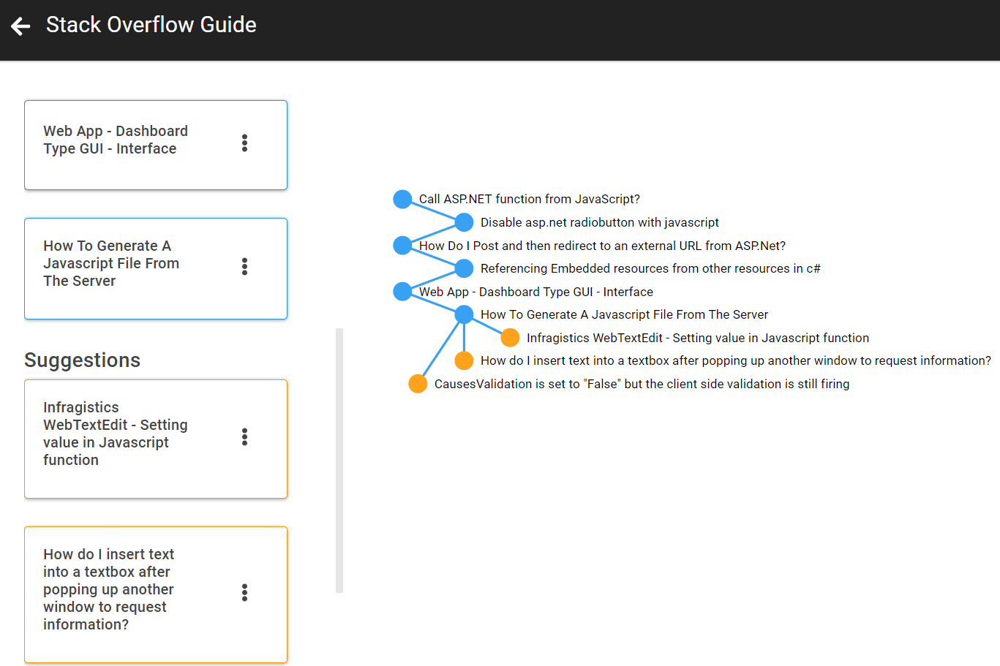 Stack Overflow Guide
Web App - Dashboard
Type GUI - Interface
How To Generate A
Javascript File From
The Server
Suggestions
Infragistics
WebTextEdit - Setting
value in Javascript
function
How do I insert text
into a textbox after
popping up another
window to request
information?
Call ASP.NET function from JavaScript?
Disable asp.net radiobutton with javascript
How Do I Post and then redirect to an external URL from ASP.Net?
Referencing Embedded resources from other resources in c#
Web App - Dashboard Type GUI - Interface
How To Generate A Javascript File From The Server
Infragistics WebTextEdit - Setting value in Javascript function
How do I insert text into a textbox after popping up another window to request information?
CausesValidation is set to "False" but the client side validation is still firing